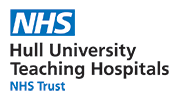 NHS
Hull University
Teaching Hospitals
NHS Trust